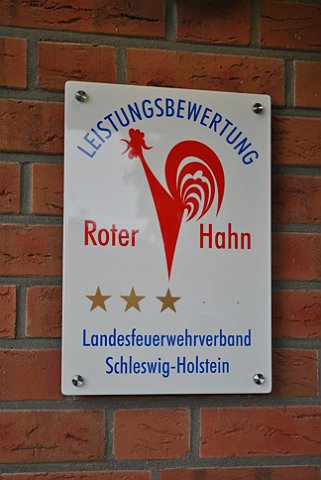 LEISTUNGSBEWERTUNG
Roter Hahn
Landesfeuerwehrverband
Schleswig-Holstein